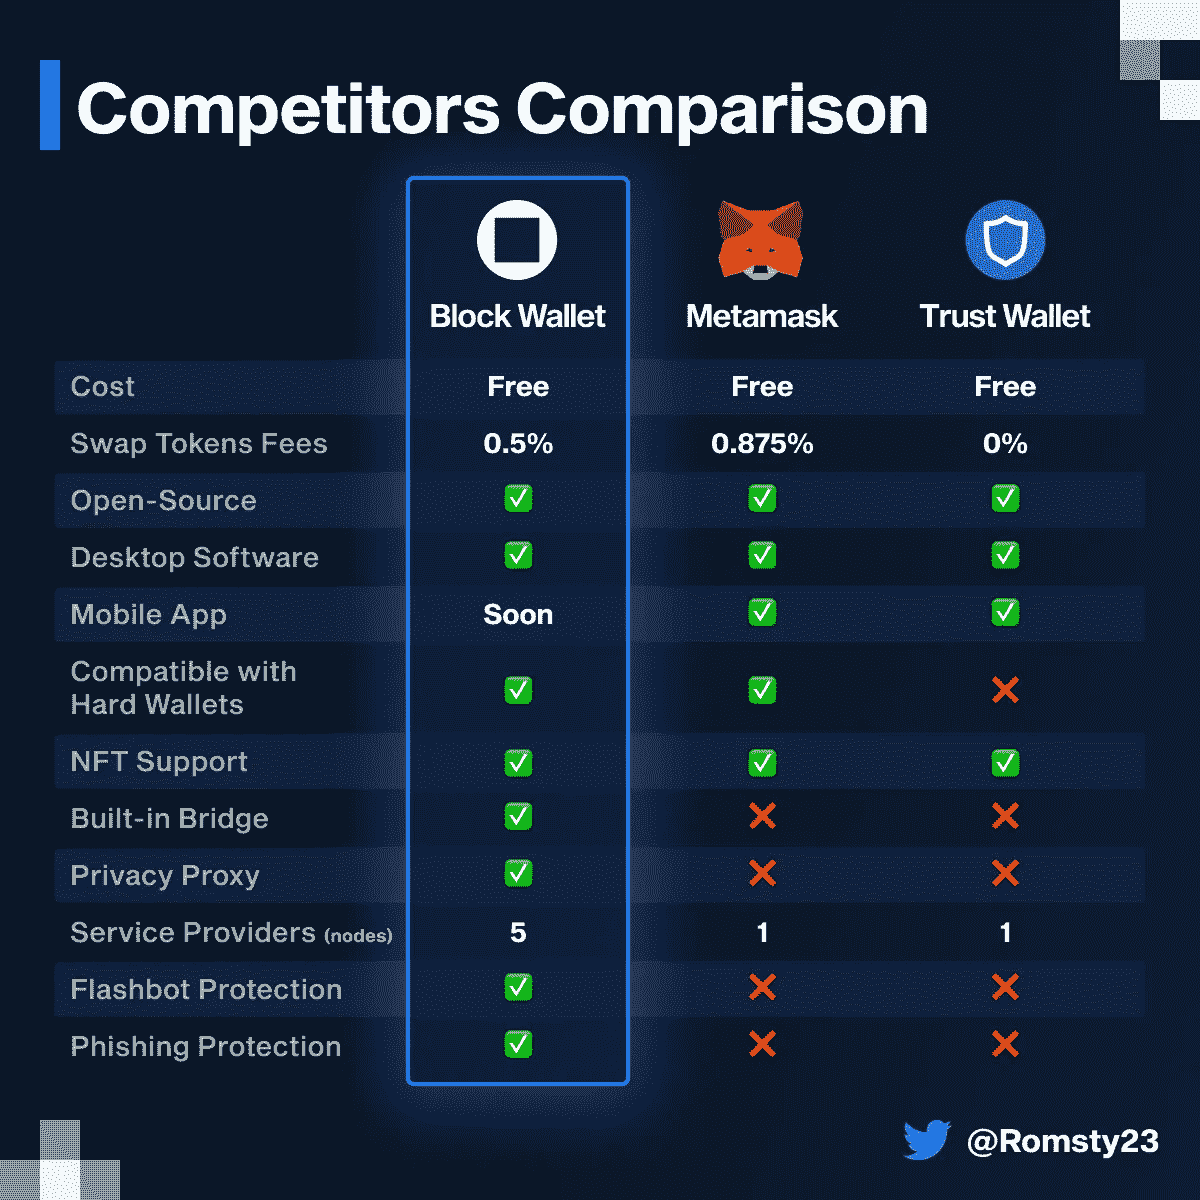 Competitors Comparison
Block Wallet Metamask Trust Wallet
Cost Free Free Free
Swap Tokens Fees 0.5% 0.875% 0%
Open-Source ✅ ✅ ✅
Desktop Software ✅ ✅ ✅
Mobile App Soon ✅ ✅
Compatible with
Hard Wallets ✅ ✅ ❌
NFT Support ✅ ✅ ✅
Built-in Bridge ✅ ❌ ❌
Privacy Proxy ✅ ❌ ❌
Service Providers (nodes) 5 1 1
Flashbot Protection ✅ ❌ ❌
Phishing Protection ✅ ❌ ❌
@Romsty23